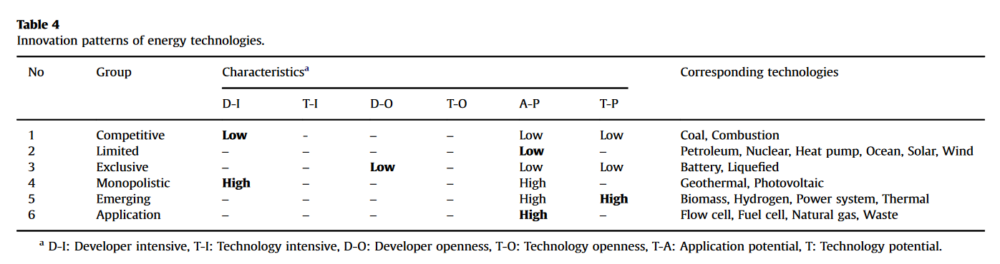 Table 4
Innovation patterns of energy technologies.
No Group Characteristicsᵃ Corresponding technologies
D-I T-I D-O T-O A-P T-P
1 Competitive Low - – – Low Low Coal, Combustion
2 Limited – – – – Low – Petroleum, Nuclear, Heat pump, Ocean, Solar, Wind
3 Exclusive – – Low – Low Low Battery, Liquefied
4 Monopolistic High – – – High – Geothermal, Photovoltaic
5 Emerging – – – – High High Biomass, Hydrogen, Power system, Thermal
6 Application – – – – High – Flow cell, Fuel cell, Natural gas, Waste
ᵃ D-I: Developer intensive, T-I: Technology intensive, D-O: Developer openness, T-O: Technology openness, T-A: Application potential, T: Technology potential.